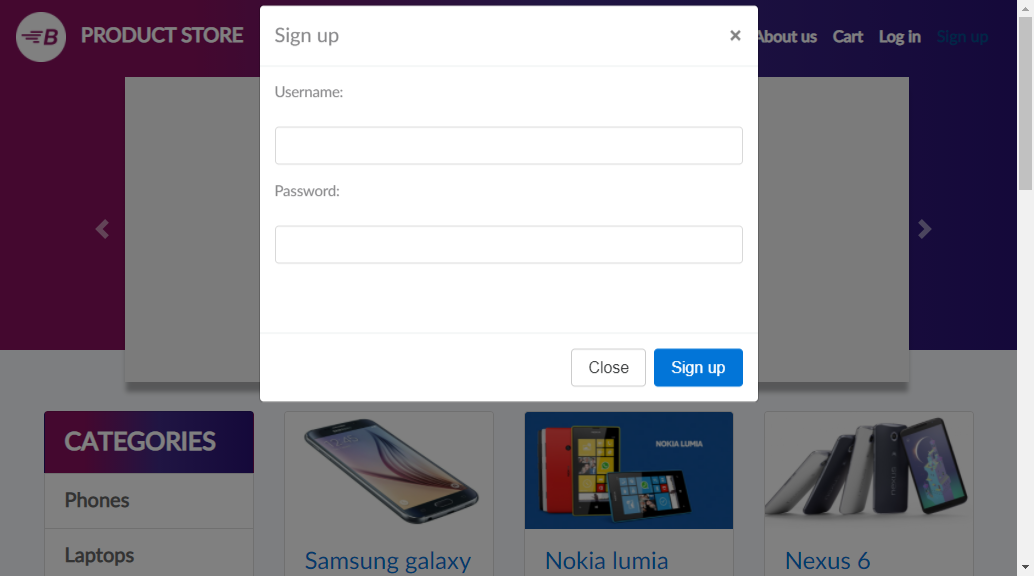 B PRODUCT STORE
About us Cart Log in Sign up
Sign up ×
Username:
Password:
Close Sign up
CATEGORIES
Phones
Laptops
NOKIA LUMIA
Samsung galaxy
Nokia lumia
Nexus 6